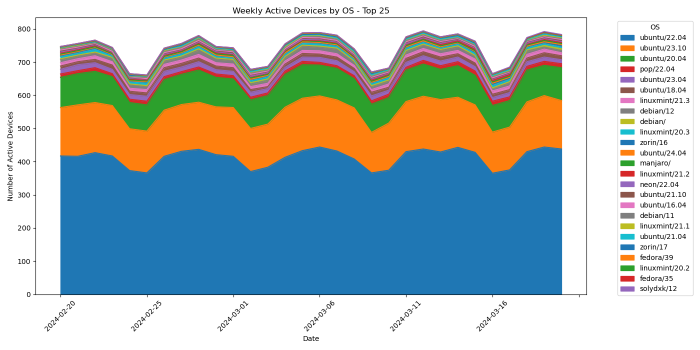 Weekly Active Devices by OS - Top 25
Number of Active Devices
800
700
600
500
400
300
200
100
0
2024-02-20
2024-02-25
2024-03-01
2024-03-06
2024-03-11
2024-03-16
Date
OS
ubuntu/22.04
ubuntu/23.10
ubuntu/20.04
pop/22.04
ubuntu/23.04
ubuntu/18.04
linuxmint/21.3
debian/12
debian/
linuxmint/20.3
zorin/16
ubuntu/24.04
manjaro/
linuxmint/21.2
neon/22.04
ubuntu/21.10
ubuntu/16.04
debian/11
linuxmint/21.1
ubuntu/21.04
zorin/17
fedora/39
linuxmint/20.2
fedora/35
solydxk/12